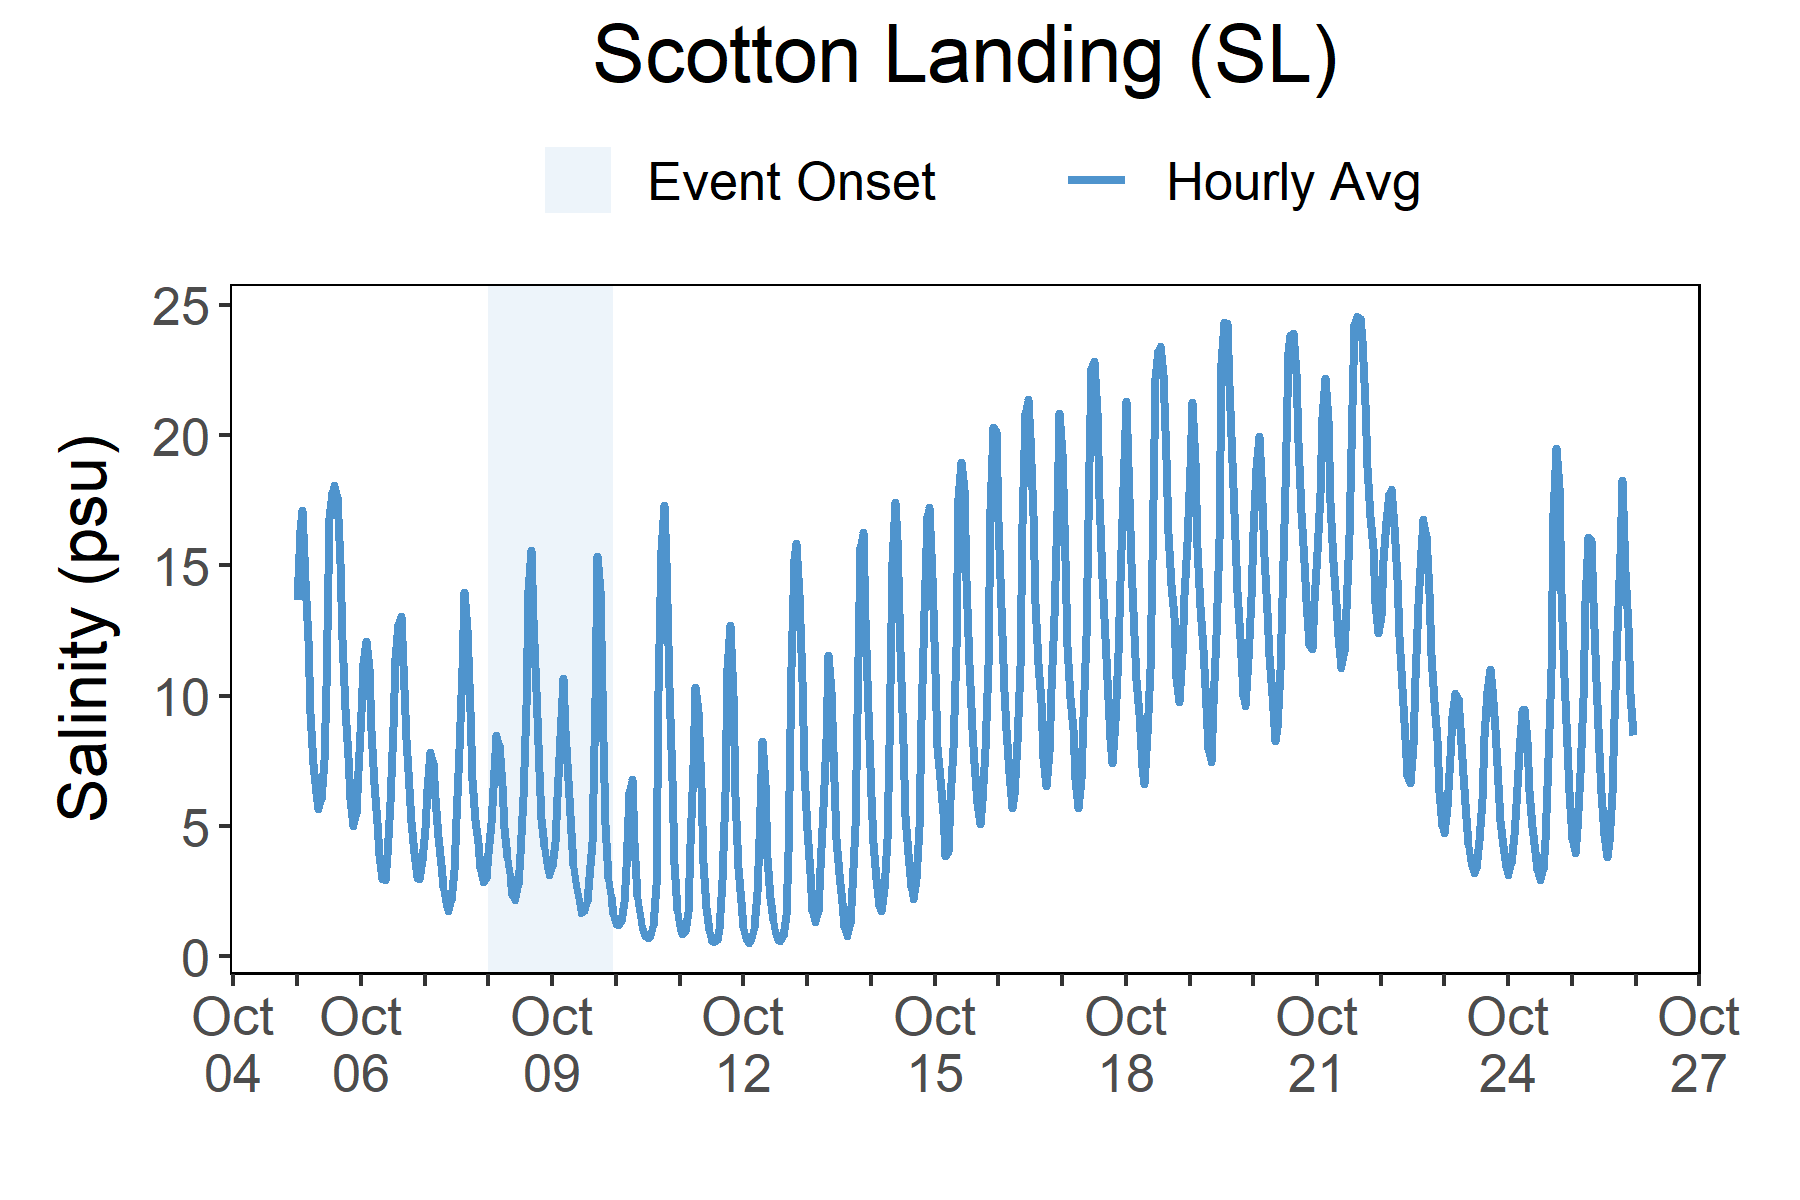 Scotton Landing (SL)
Event Onset
Hourly Avg
Salinity (psu)
25
20
15
10
5
0
Oct 04
Oct 06
Oct 09
Oct 12
Oct 15
Oct 18
Oct 21
Oct 24
Oct 27